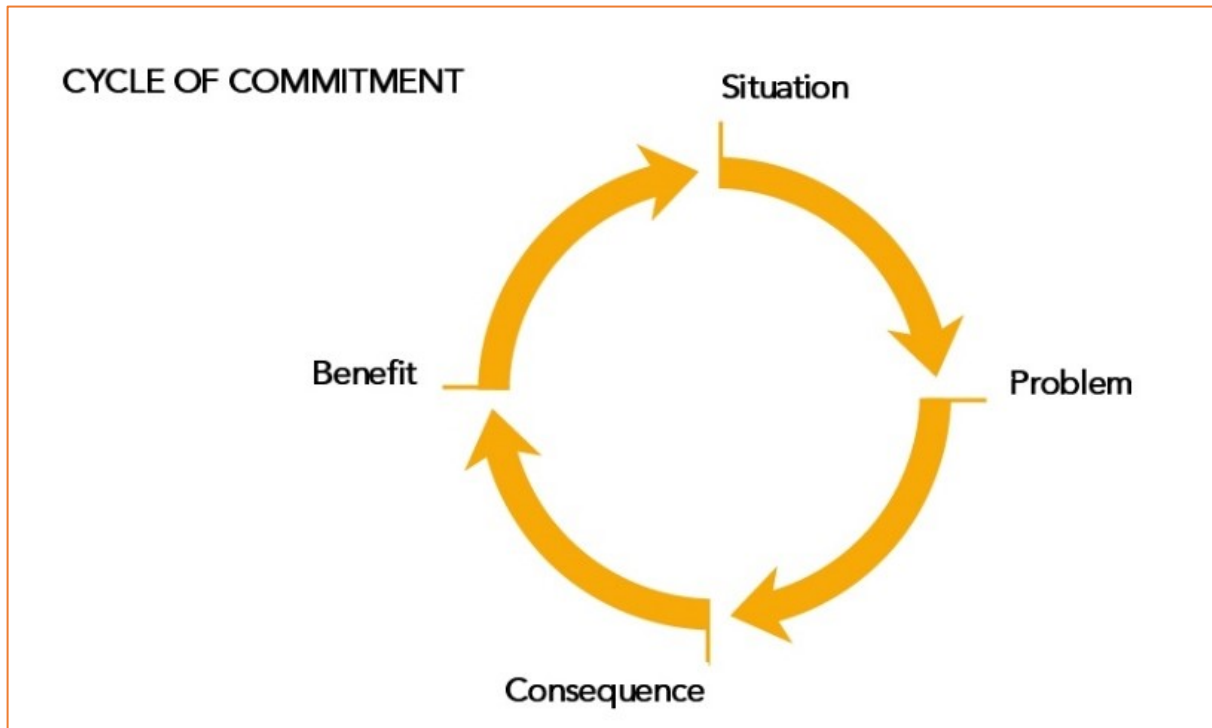 CYCLE OF COMMITMENT
Situation
Problem
Consequence
Benefit